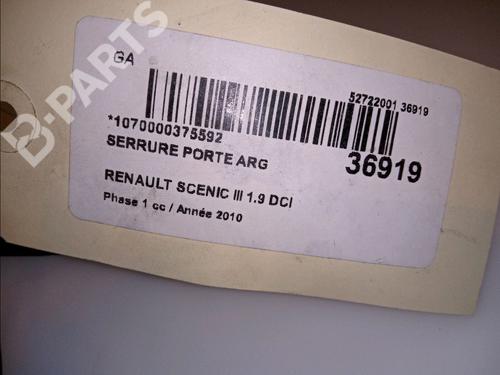 B-PARTS
GA
52722001 36919
*1070000375592
SERRURE PORTE ARG
36919
RENAULT SCENIC III 1.9 DCI
Phase 1 cc / Année 2010